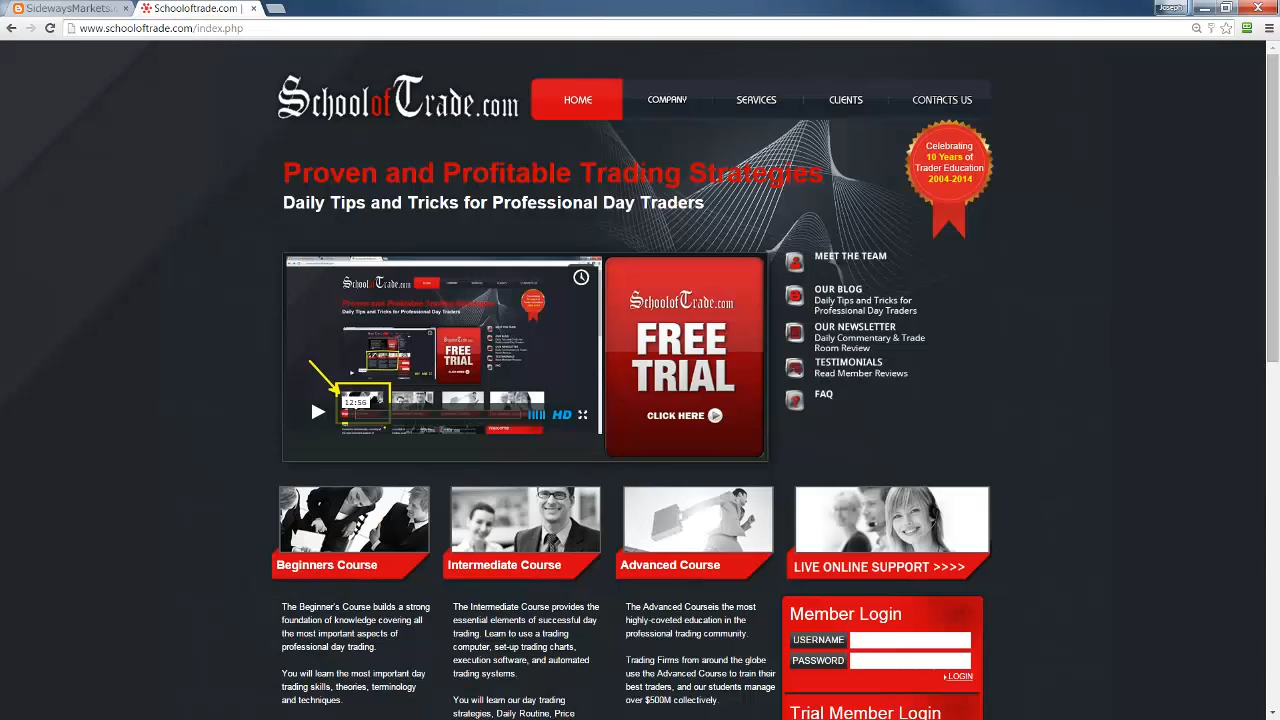 SidewaysMarkets.
Schooloftrade.com |
Joseph
www.schooloftrade.com/index.php
SchoolofTrade.com
HOME
COMPANY
SERVICES
CLIENTS
CONTACTS US
Celebrating
10 Years of
Trader Education
2004-2014
Proven and Profitable Trading Strategies
Daily Tips and Tricks for Professional Day Traders
SchoolofTrade.com
Daily Tips and Tricks for Professional Day Traders
FREE
TRIAL
12:56
HD
SchoolofTrade.com
FREE
TRIAL
CLICK HERE
MEET THE TEAM
OUR BLOG
Daily Tips and Tricks for
Professional Day Traders
OUR NEWSLETTER
Daily Commentary & Trade
Room Review
TESTIMONIALS
Read Member Reviews
FAQ
Beginners Course
Intermediate Course
Advanced Course
LIVE ONLINE SUPPORT >>>>
The Beginner's Course builds a strong
foundation of knowledge covering all
the most important aspects of
professional day trading.
You will learn the most important day
trading skills, theories, terminology
and techniques.
The Intermediate Course provides the
essential elements of successful day
trading. Learn to use a trading
computer, set-up trading charts,
execution software, and automated
trading systems.
You will learn our day trading
strategies, Daily Routine, Price
The Advanced Courseis the most
highly-coveted education in the
professional trading community.
Trading Firms from around the globe
use the Advanced Course to train their
best traders, and our students manage
over $500M collectively.
Member Login
USERNAME
PASSWORD
LOGIN
Trial Member Login